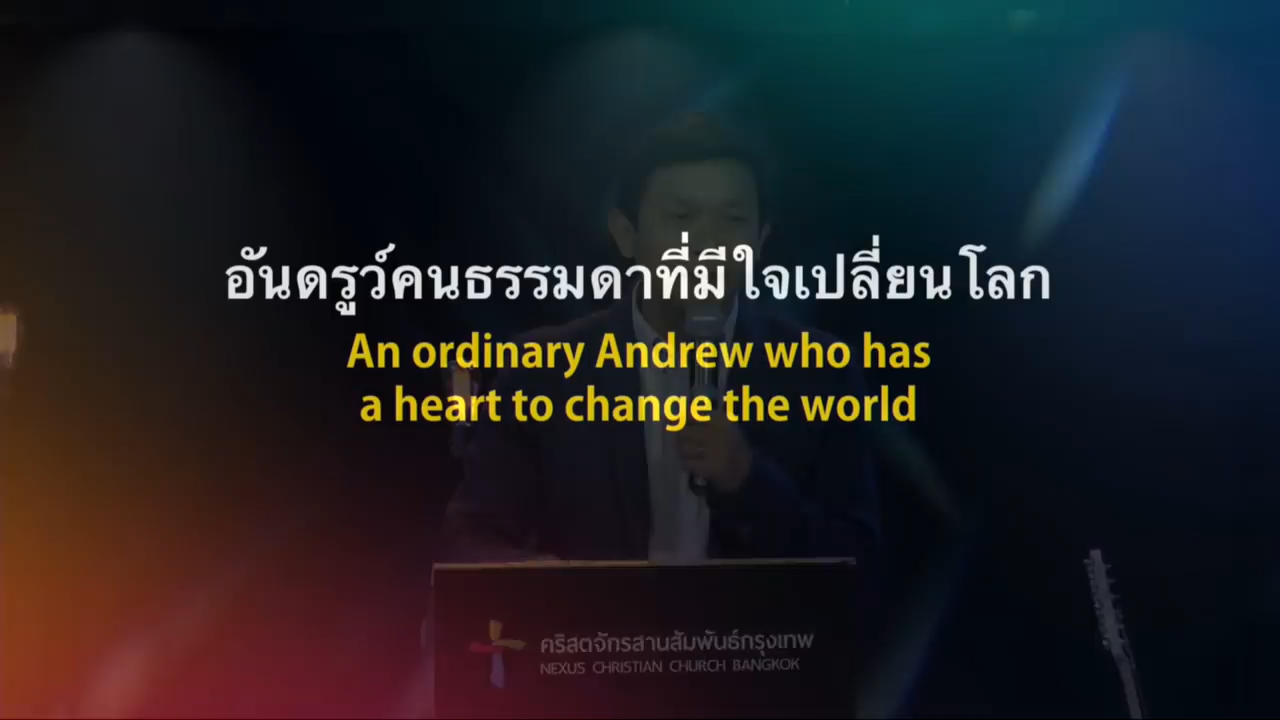 อันดรูว์คนธรรมดาที่มีใจเปลี่ยนโลก
An ordinary Andrew who has
a heart to change the world
คริสตจักรสานสัมพันธ์กรุงเทพ
NEXUS CHRISTIAN CHURCH BANGKOK